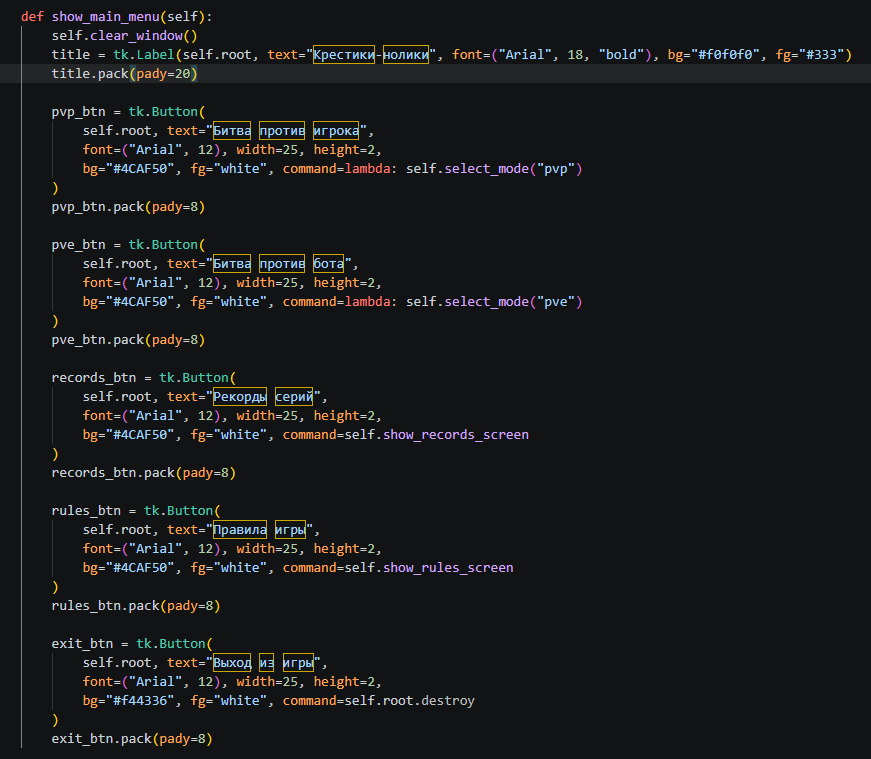 def show_main_menu(self):
    self.clear_window()
    title = tk.Label(self.root, text="Крестики-нолики", font=("Arial", 18, "bold"), bg="#f0f0f0", fg="#333")
    title.pack(pady=20)

    pvp_btn = tk.Button(
        self.root, text="Битва против игрока",
        font=("Arial", 12), width=25, height=2,
        bg="#4CAF50", fg="white", command=lambda: self.select_mode("pvp")
    )
    pvp_btn.pack(pady=8)

    pve_btn = tk.Button(
        self.root, text="Битва против бота",
        font=("Arial", 12), width=25, height=2,
        bg="#4CAF50", fg="white", command=lambda: self.select_mode("pve")
    )
    pve_btn.pack(pady=8)

    records_btn = tk.Button(
        self.root, text="Рекорды серий",
        font=("Arial", 12), width=25, height=2,
        bg="#4CAF50", fg="white", command=self.show_records_screen
    )
    records_btn.pack(pady=8)

    rules_btn = tk.Button(
        self.root, text="Правила игры",
        font=("Arial", 12), width=25, height=2,
        bg="#4CAF50", fg="white", command=self.show_rules_screen
    )
    rules_btn.pack(pady=8)

    exit_btn = tk.Button(
        self.root, text="Выход из игры",
        font=("Arial", 12), width=25, height=2,
        bg="#f44336", fg="white", command=self.root.destroy
    )
    exit_btn.pack(pady=8)